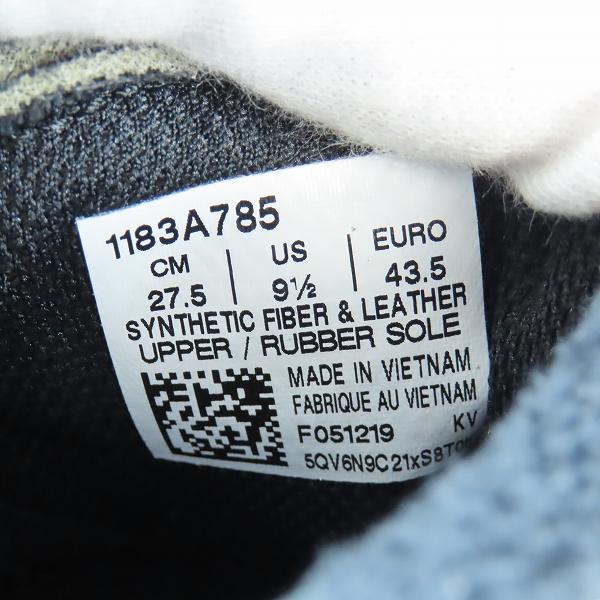 1183A785
CM | US | EURO
27.5 | 9½ | 43.5
SYNTHETIC FIBER & LEATHER
UPPER / RUBBER SOLE
MADE IN VIETNAM
FABRIQUE AU VIETNAM
F051219 KV